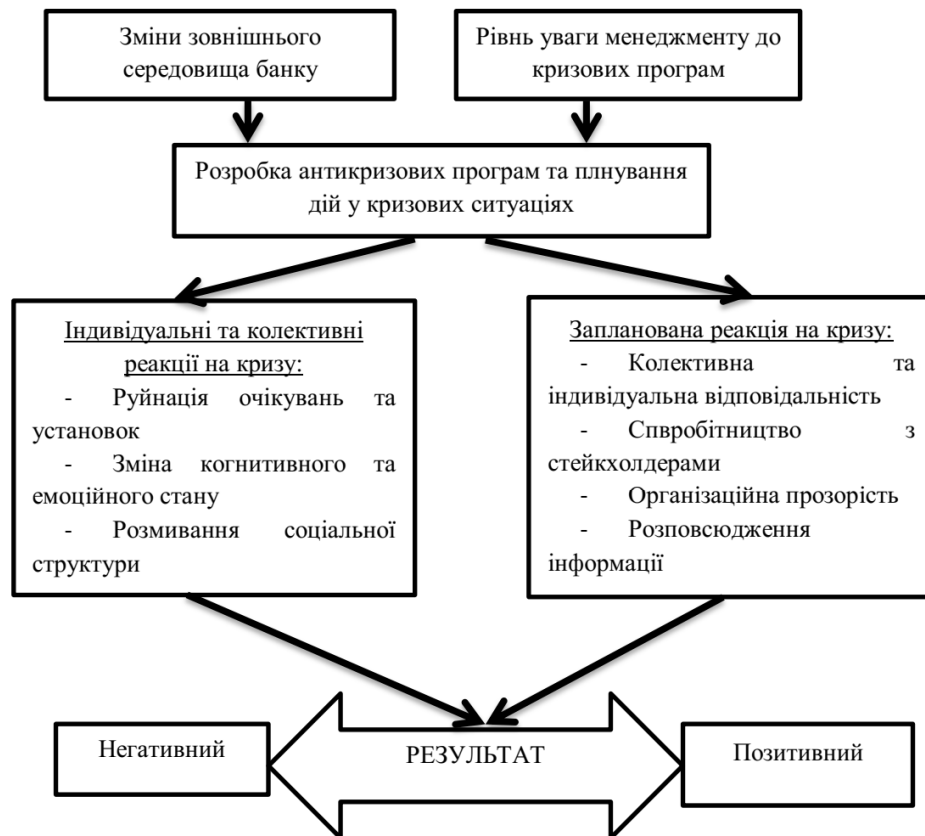 Зміни зовнішнього
середовища банку
Рівнь уваги менеджменту до
кризових програм
Розробка антикризових програм та плнування
дій у кризових ситуаціях
Індивідуальні та колективні
реакції на кризу:
- Руйнація очікувань та
установок
- Зміна когнитивного та
емоційного стану
- Розмивання соціальної
структури
Запланована реакція на кризу:
- Колективна та
індивідуальна відповідальність
- Спвробітництво з
стейкхолдерами
- Організаційна прозорість
- Розповсюдження
інформації
Негативний
РЕЗУЛЬТАТ
Позитивний